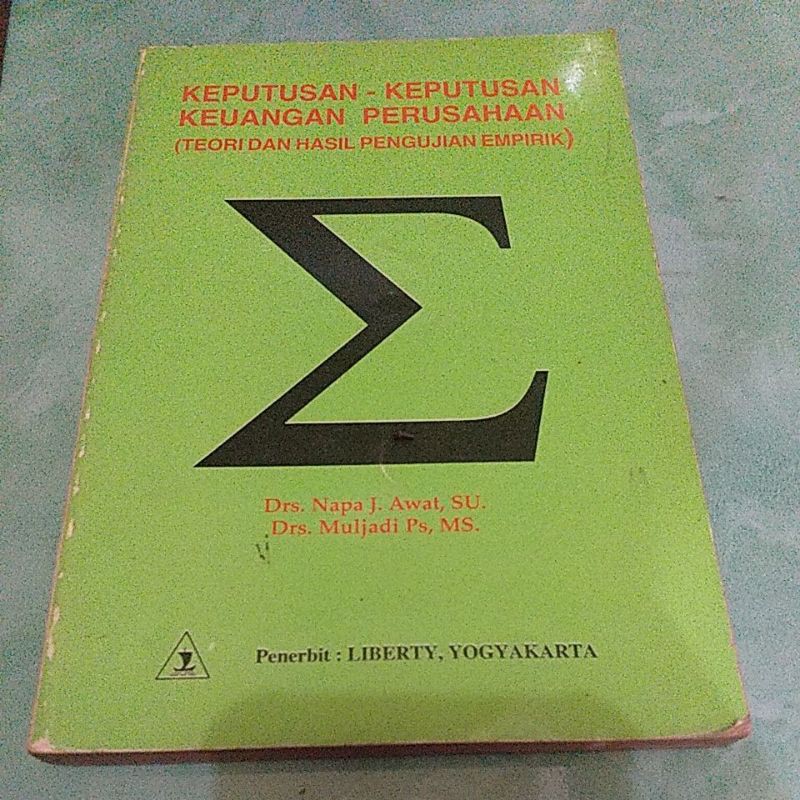 KEPUTUSAN - KEPUTUSAN
KEUANGAN PERUSAHAAN
(TEORI DAN HASIL PENGUJIAN EMPIRIK)
Σ
Drs. Napa J. Awat, SU.
Drs. Muljadi Ps, MS.
Penerbit : LIBERTY, YOGYAKARTA